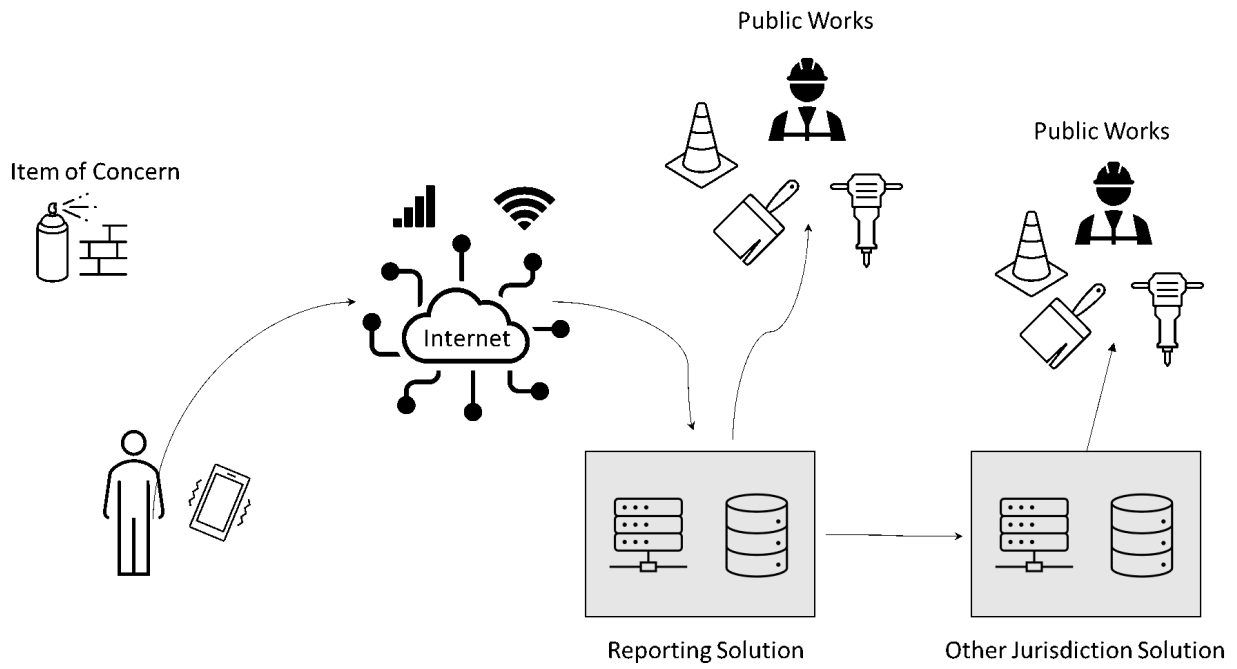 Public Works
Public Works
Item of Concern
Internet
Reporting Solution
Other Jurisdiction Solution